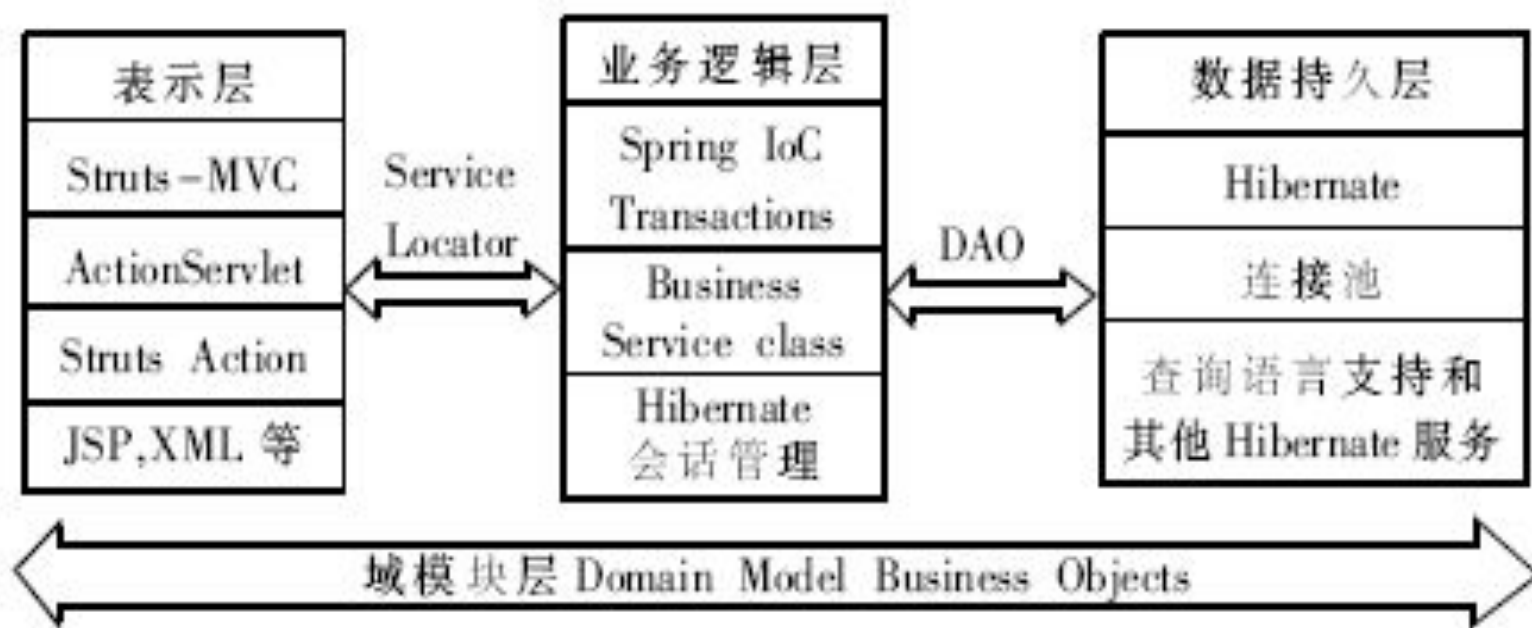 表示层
Struts-MVC
ActionServlet
Struts Action
JSP,XML 等
Service
Locator
业务逻辑层
Spring IoC
Transactions
Business
Service class
Hibernate
会话管理
DAO
数据持久层
Hibernate
连接池
查询语言支持和
其他 Hibernate 服务
域模块层 Domain Model Business Objects